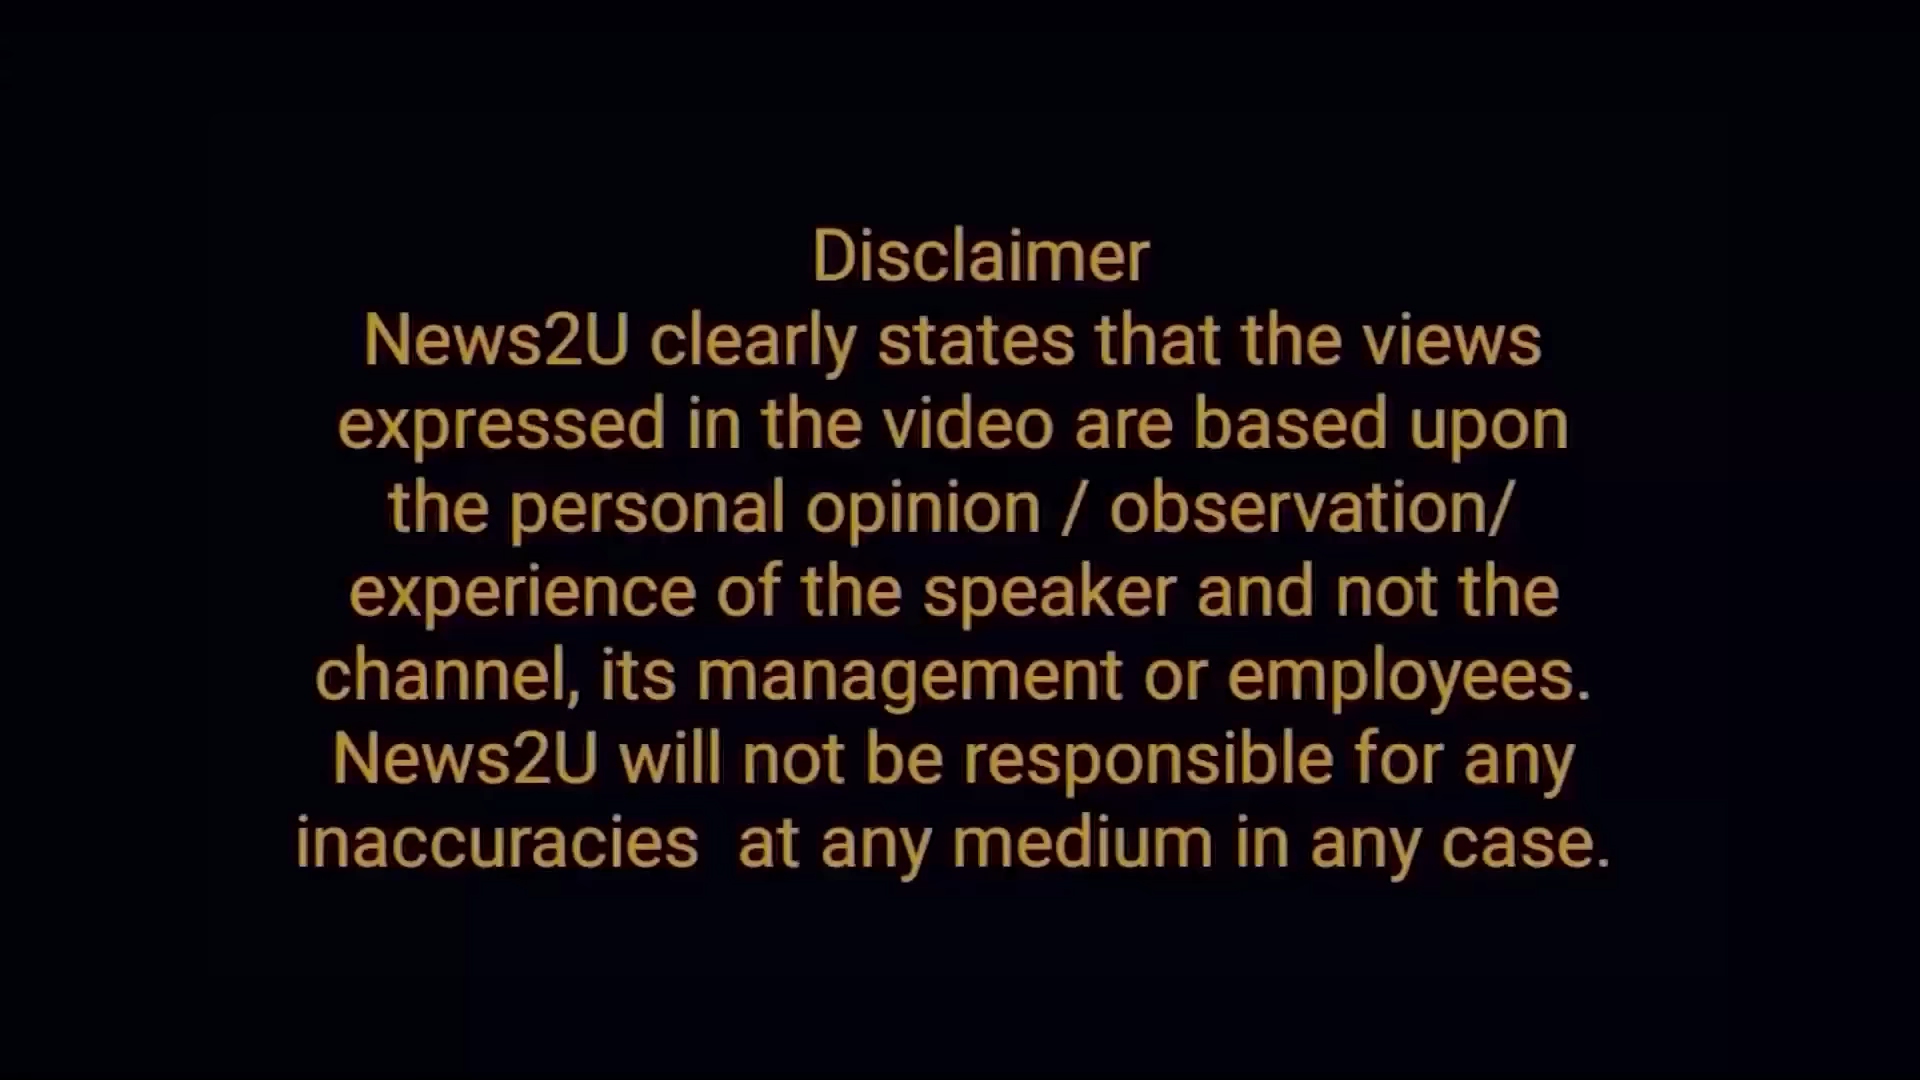 Disclaimer
News2U clearly states that the views
expressed in the video are based upon
the personal opinion / observation/
experience of the speaker and not the
channel, its management or employees.
News2U will not be responsible for any
inaccuracies  at any medium in any case.